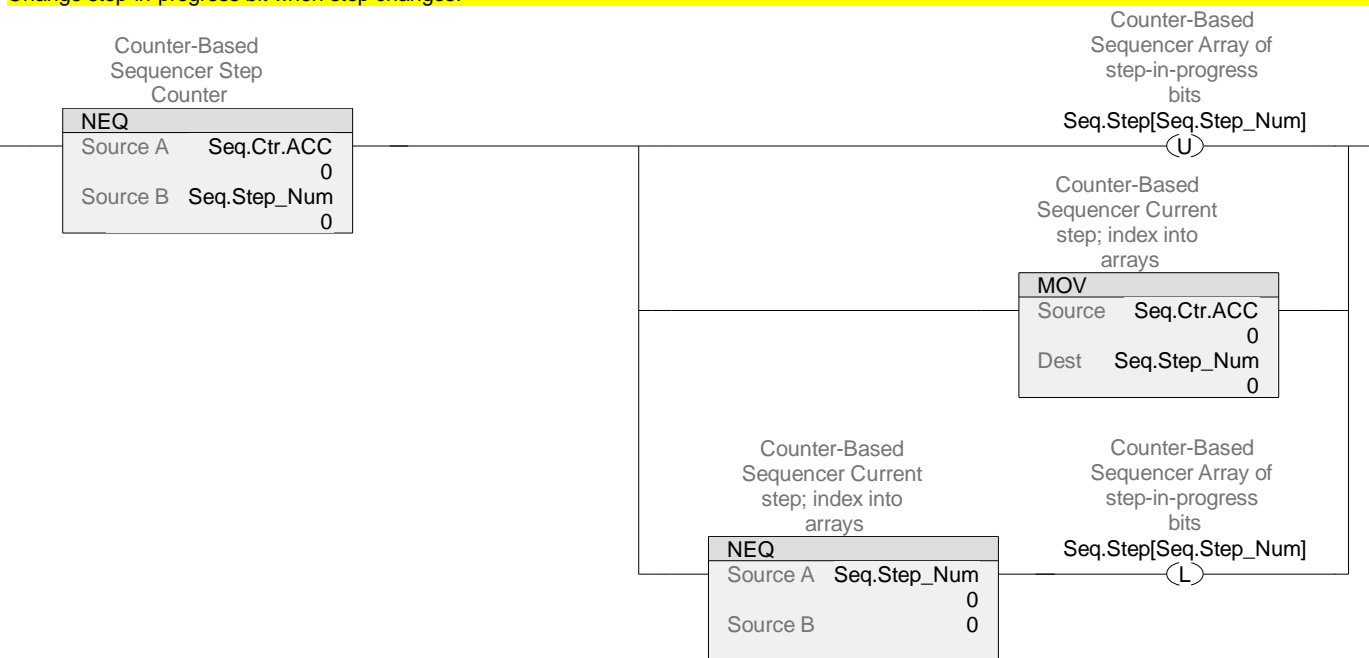 Change step-in-progress bit when step changes.
Counter-Based
Sequencer Step
Counter
NEQ
Source A Seq.Ctr.ACC
0
Source B Seq.Step_Num
0
Counter-Based
Sequencer Array of
step-in-progress
bits
Seq.Step[Seq.Step_Num]
U
Counter-Based
Sequencer Current
step; index into
arrays
MOV
Source Seq.Ctr.ACC
0
Dest Seq.Step_Num
0
Counter-Based
Sequencer Current
step; index into
arrays
NEQ
Source A Seq.Step_Num
0
Source B 0
Counter-Based
Sequencer Array of
step-in-progress
bits
Seq.Step[Seq.Step_Num]
L